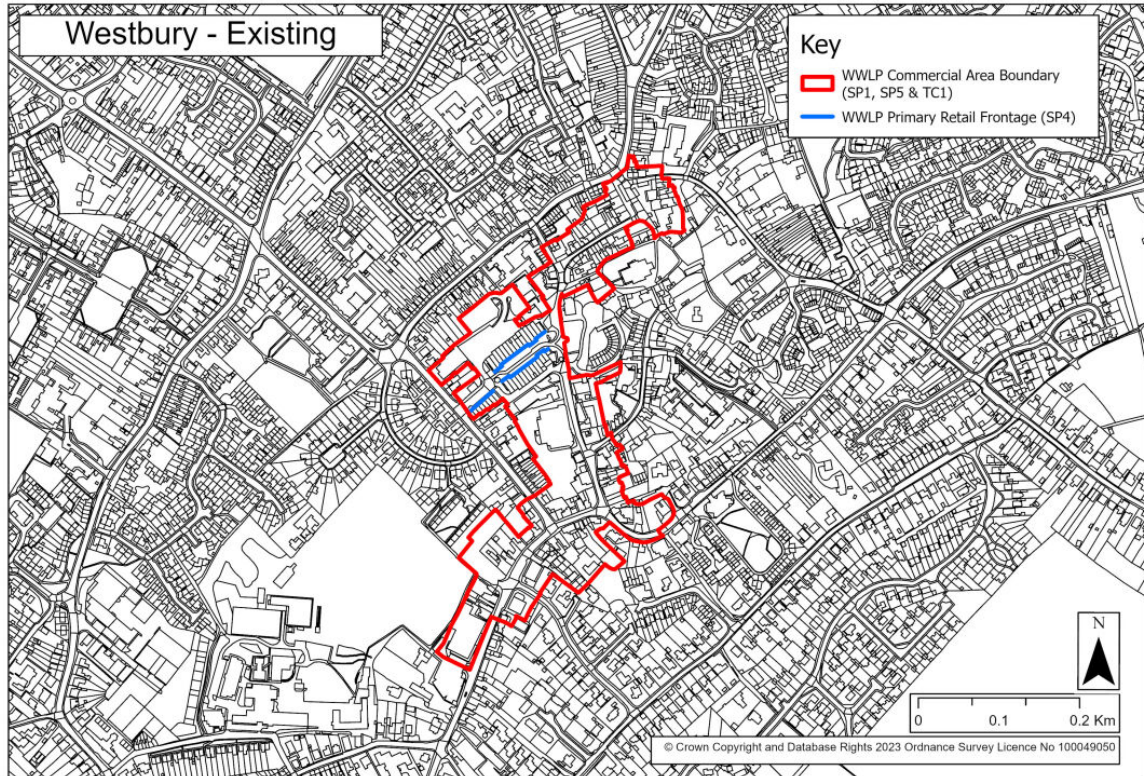 Westbury - Existing
Key
WWLP Commercial Area Boundary
(SP1, SP5 & TC1)
WWLP Primary Retail Frontage (SP4)
N
0 0.1 0.2 Km
© Crown Copyright and Database Rights 2023 Ordnance Survey Licence No 100049050